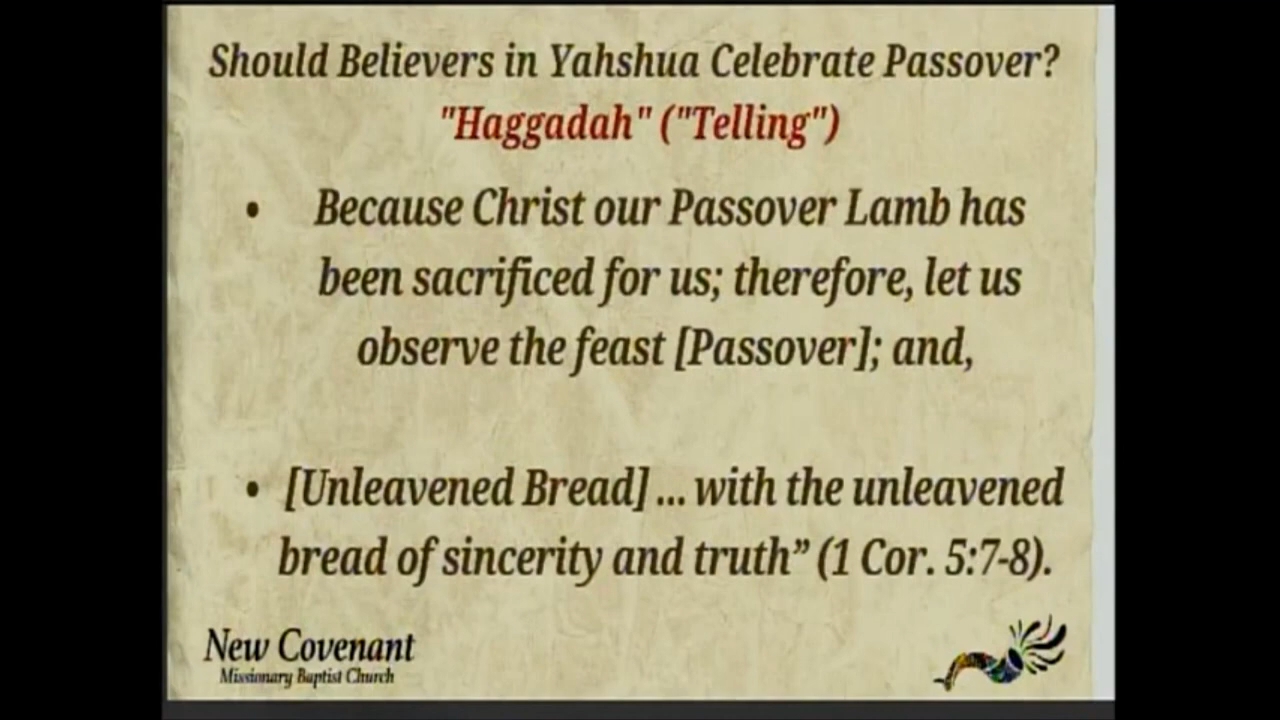 Should Believers in Yahshua Celebrate Passover?
"Haggadah" ("Telling")
• Because Christ our Passover Lamb has
been sacrificed for us; therefore, let us
observe the feast [Passover]; and,
• [Unleavened Bread] ... with the unleavened
bread of sincerity and truth” (1 Cor. 5:7-8).
New Covenant
Missionary Baptist Church